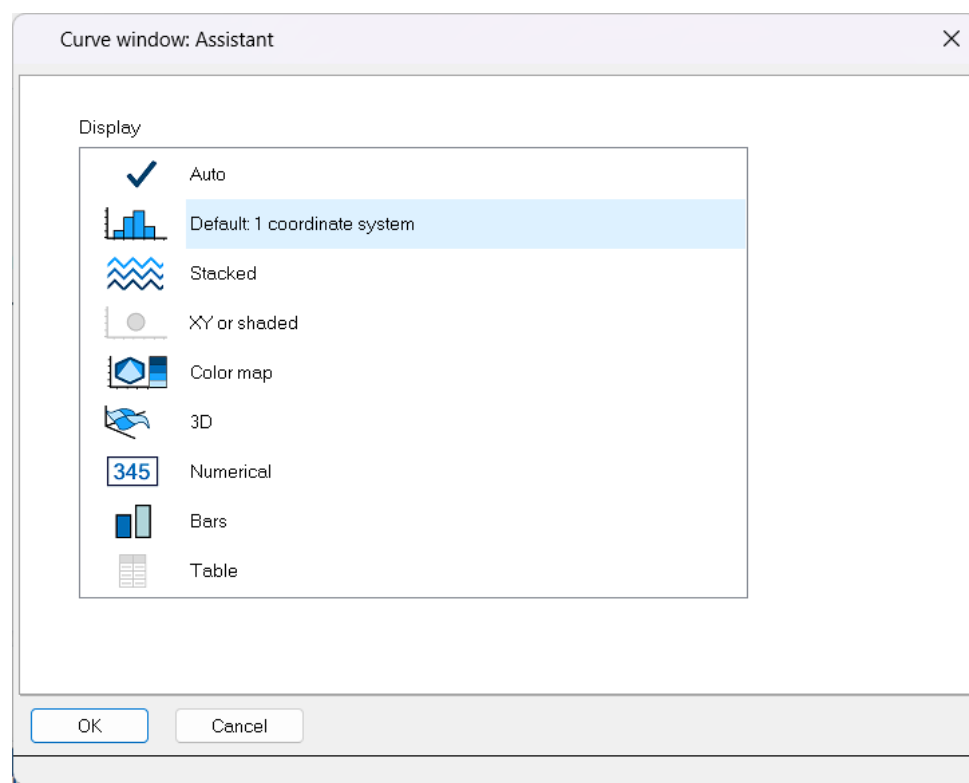 Curve window: Assistant
Display
Auto
Default: 1 coordinate system
Stacked
XY or shaded
Color map
3D
345 Numerical
Bars
Table
OK Cancel